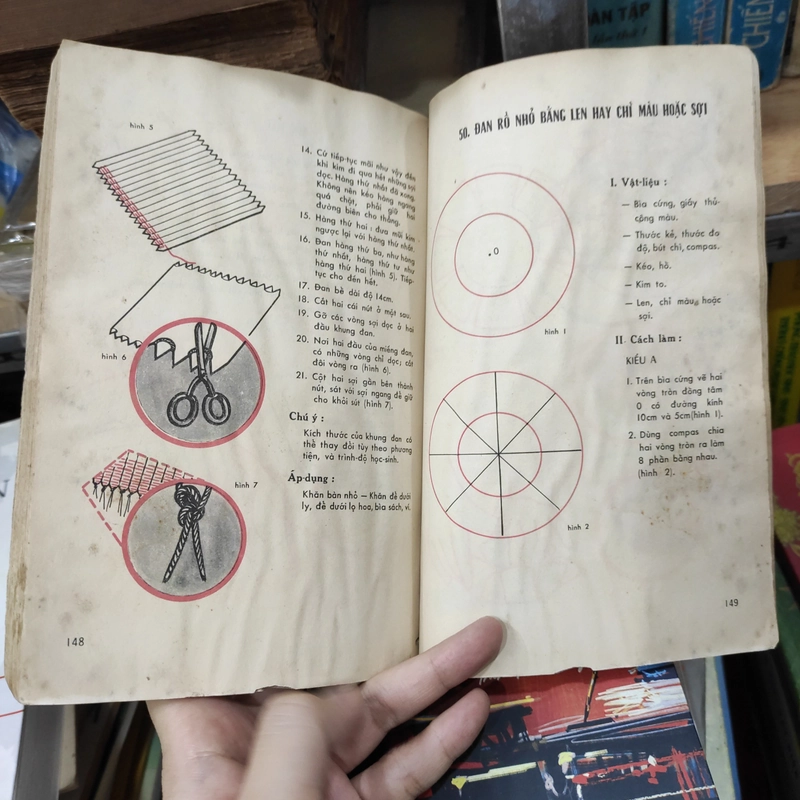 hình 5
14. Cứ tiếp-tục mãi như vậy đến
khi kim đi qua hết những sợi
dọc. Hàng thứ nhất đã xong.
Không nên kéo hàng ngang
quá chặt, phải giữ hai
đường biên cho thẳng.
15. Hàng thứ hai : đưa mũi kim
ngược lại với hàng thứ nhất.
16. Đan hàng thứ ba, như hàng
thứ nhất, hàng thứ tư như
hàng thứ hai (hình 5). Tiếp-
tục cho đến hết.
17. Đan bề dài độ 14cm.
18. Cắt hai cái nút ở mặt sau.
19. Gỡ các vòng sợi dọc ở hai
đầu khung đan.
20. Nơi hai đầu của miếng đan,
có những vòng chỉ dọc; cắt
đôi vòng ra (hình 6).
21. Cột hai sợi gần bên thành
nút, sát với sợi ngang để giữ
cho khỏi sút (hình 7).
hình 6
Chú ý :
Kích thước của khung đan có
thể thay đổi tùy theo phương
tiện, và trình-độ học-sinh.
hình 7
Áp-dụng :
Khăn bàn nhỏ — Khăn để dưới
ly, để dưới lọ hoa, bìa sách, ví.
148
50. ĐAN RỔ NHỎ BẰNG LEN HAY CHỈ MÀU HOẶC SỢI
I. Vật-liệu :
— Bìa cứng, giấy thủ-
công màu.
— Thước kẻ, thước đo
độ, bút chì, compas.
— Kéo, hồ.
— Kim to.
— Len, chỉ màu, hoặc
sợi.
O
hình 1
II. Cách làm :
KIỂU A
1. Trên bìa cứng vẽ hai
vòng tròn đồng tâm
O có đường kính
10cm và 5cm(hình 1).
2. Dùng compas chia
hai vòng tròn ra làm
8 phần bằng nhau.
(hình 2).
hình 2
149